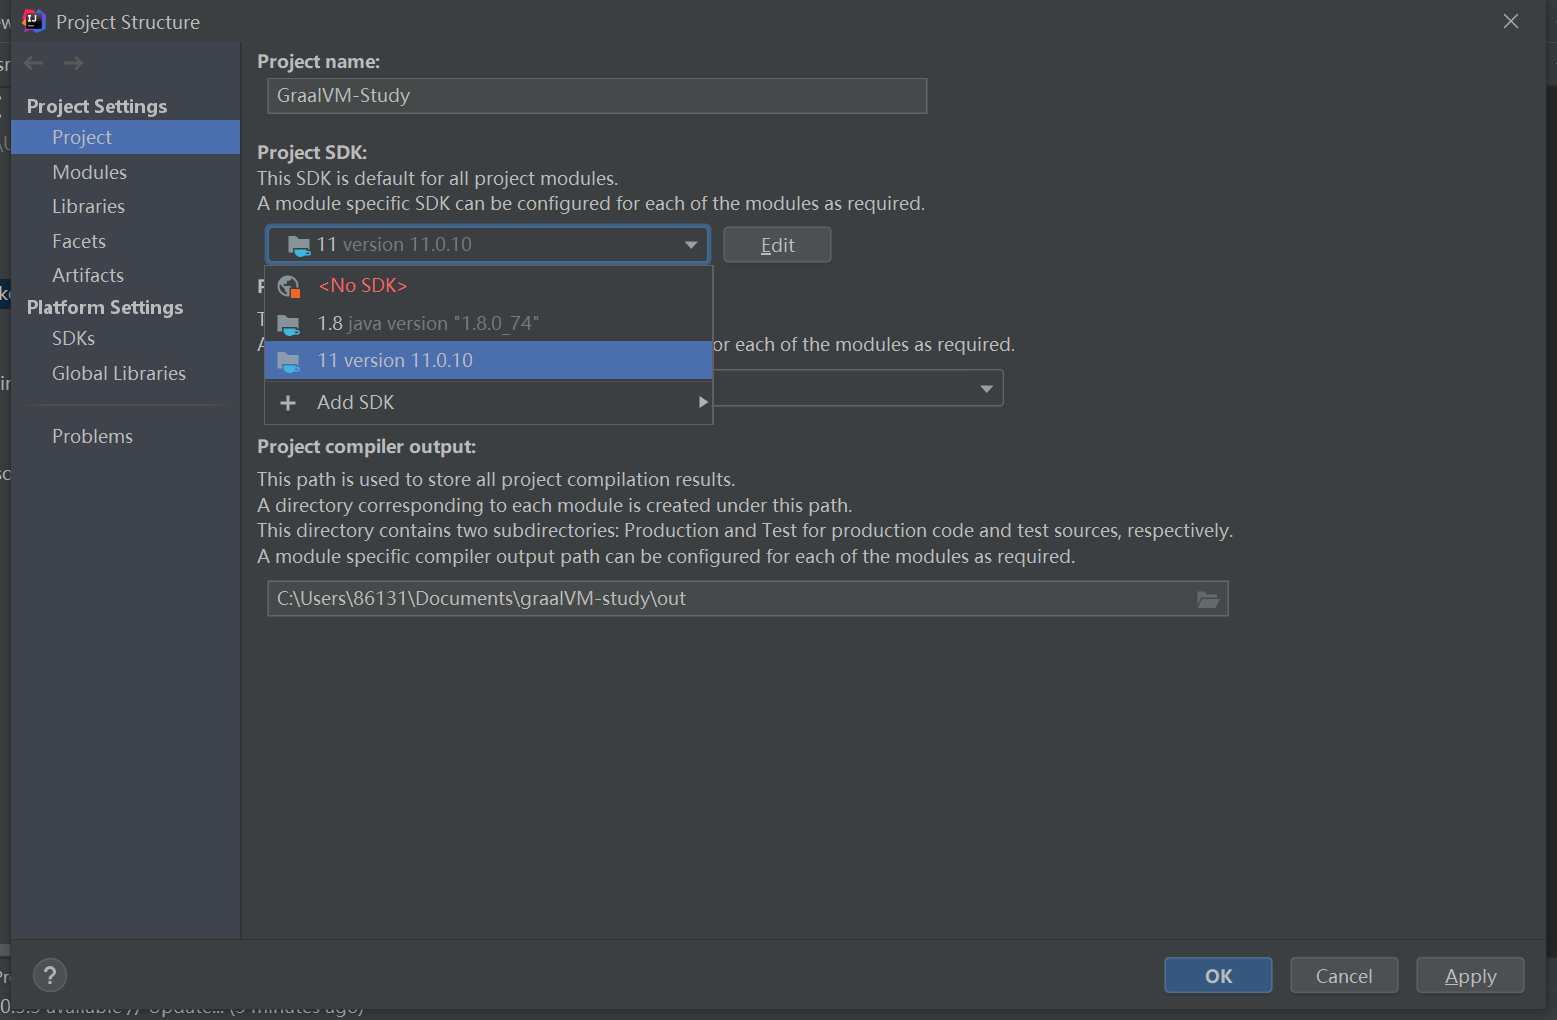 Project Structure
Project Settings
Project
Modules
Libraries
Facets
Artifacts
Platform Settings
SDKs
Global Libraries
Problems
Project name:
GraalVM-Study
Project SDK:
This SDK is default for all project modules.
A module specific SDK can be configured for each of the modules as required.
11 version 11.0.10
Edit
<No SDK>
1.8 java version "1.8.0_74"
11 version 11.0.10
or each of the modules as required.
Add SDK
Project compiler output:
This path is used to store all project compilation results.
A directory corresponding to each module is created under this path.
This directory contains two subdirectories: Production and Test for production code and test sources, respectively.
A module specific compiler output path can be configured for each of the modules as required.
C:\Users\86131\Documents\graalVM-study\out
?
OK
Cancel
Apply
available // Update... (5 minutes ago)